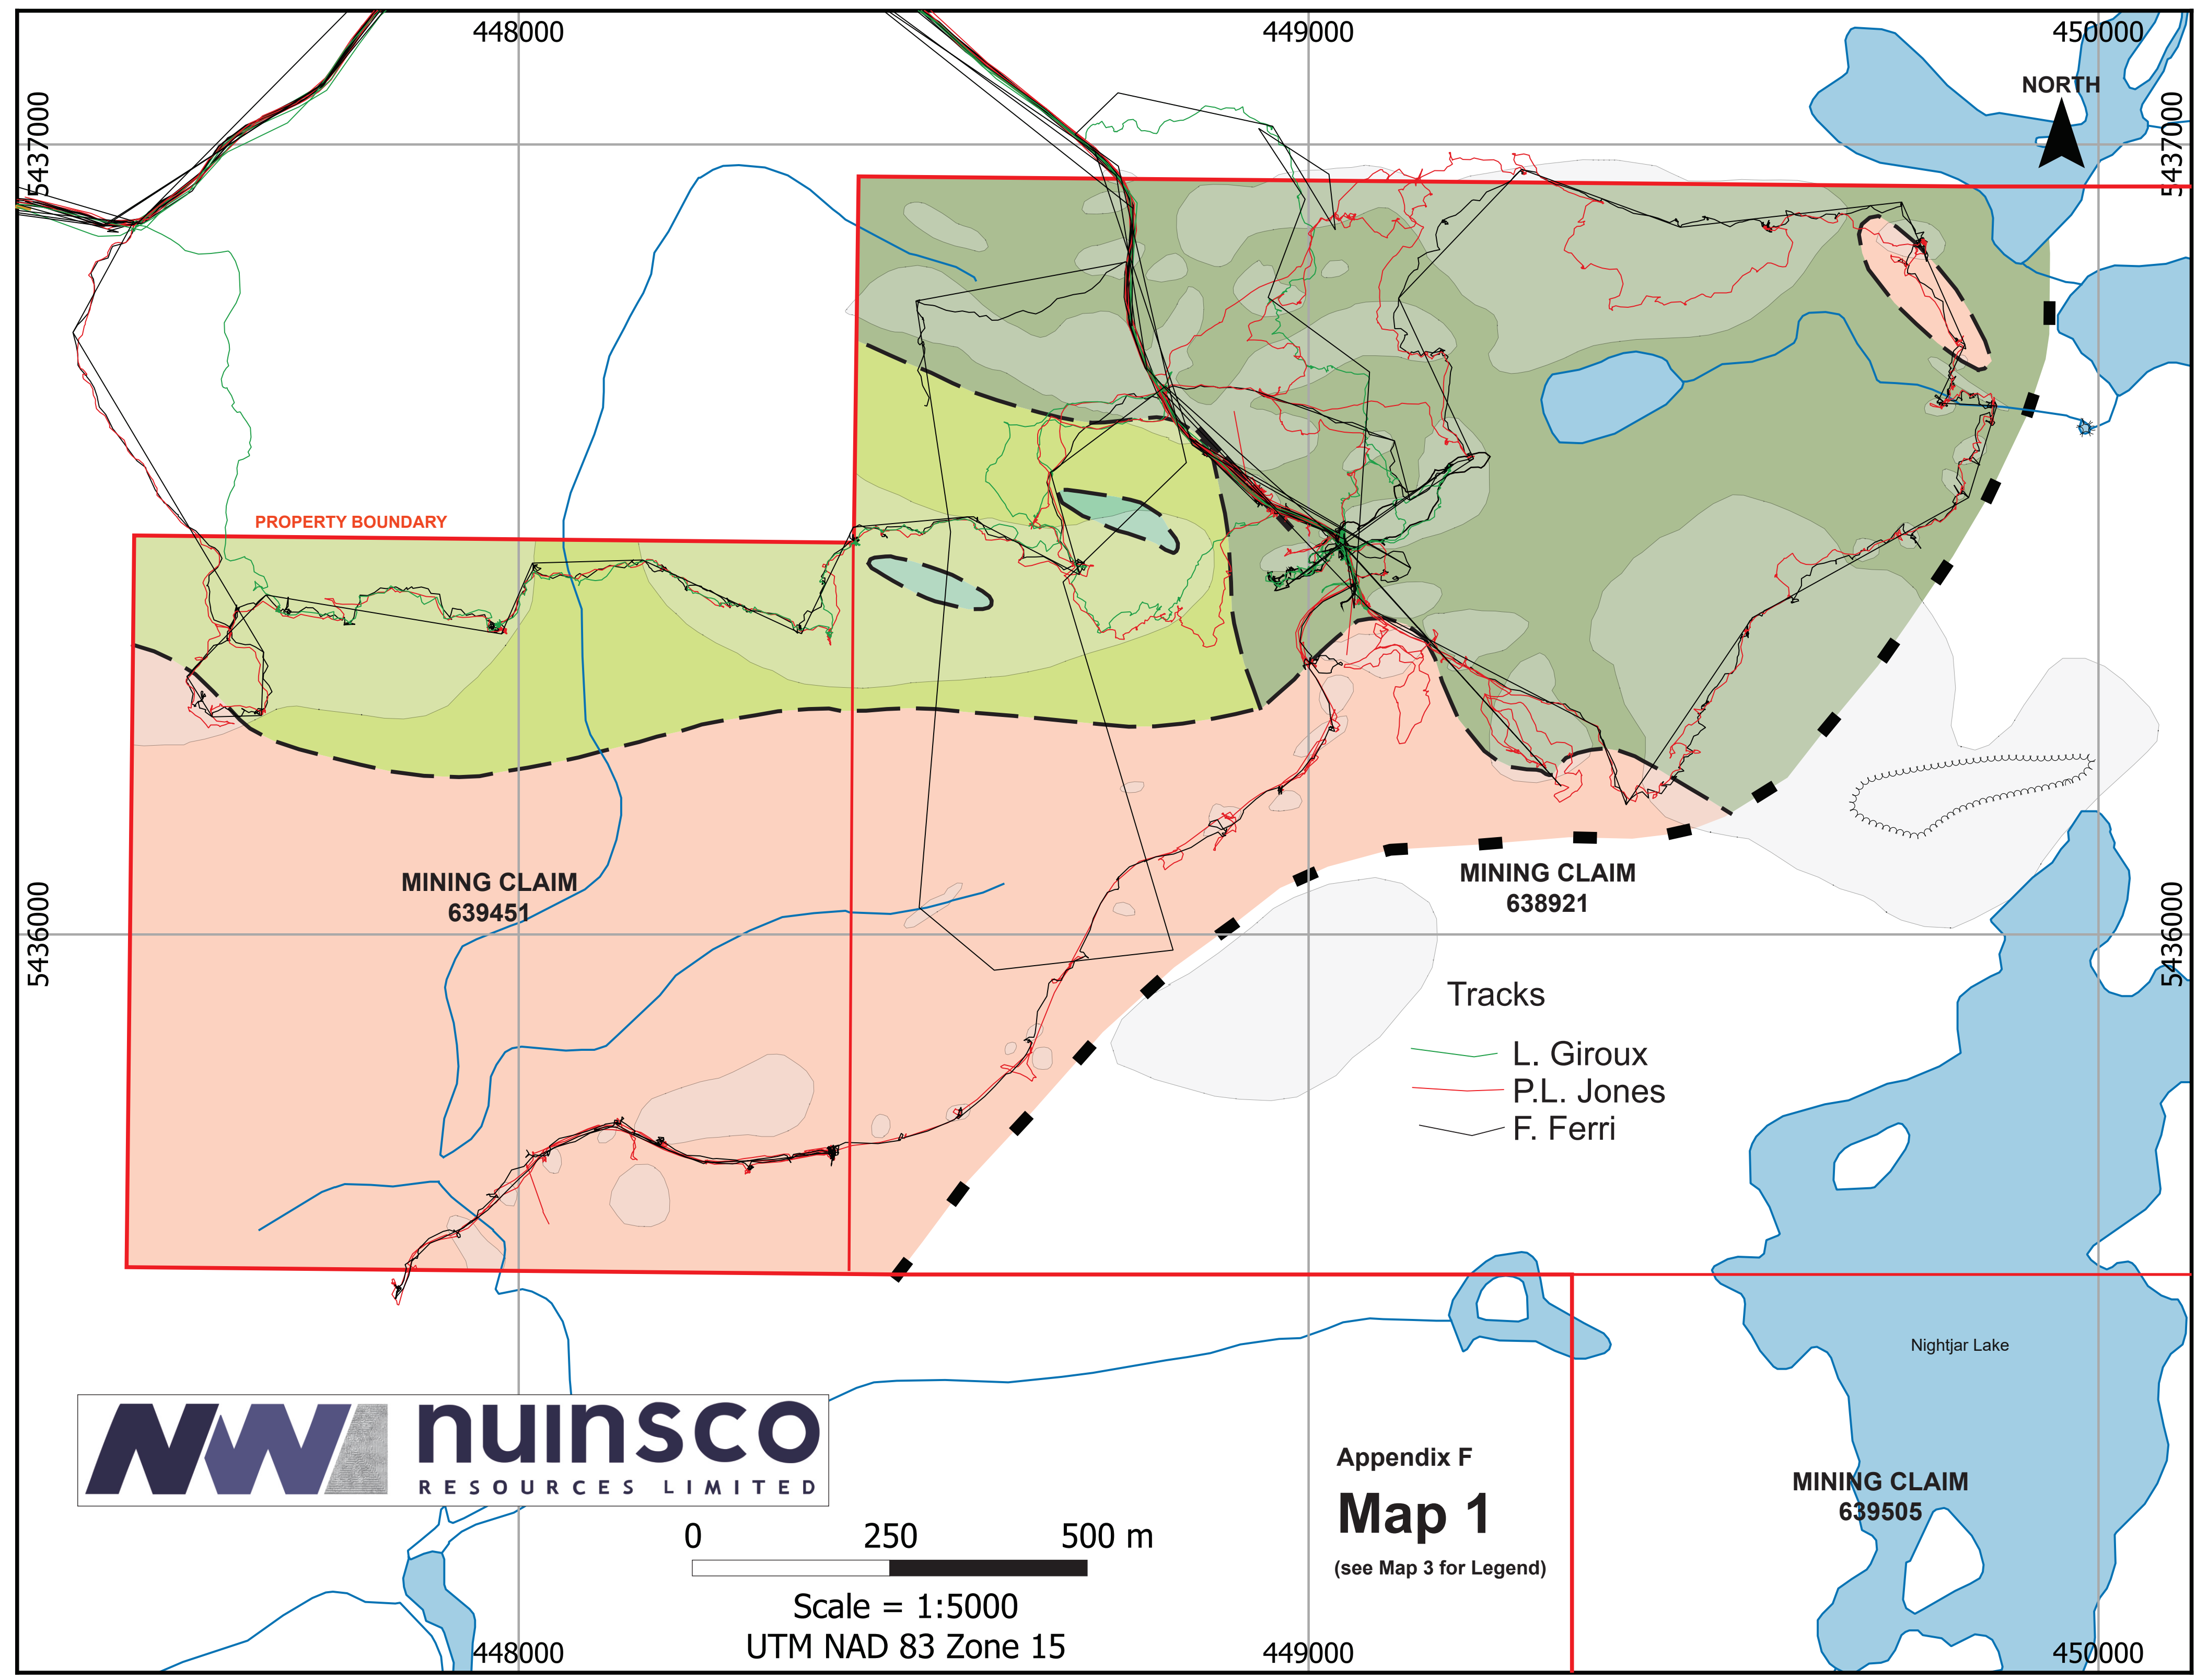 448000
449000
450000
NORTH
5437000
5437000
PROPERTY BOUNDARY
MINING CLAIM
639451
MINING CLAIM
638921
5436000
5436000
Tracks
L. Giroux
P.L. Jones
F. Ferri
Nightjar Lake
nuinsco
RESOURCES LIMITED
Appendix F
Map 1
(see Map 3 for Legend)
MINING CLAIM
639505
0 250 500 m
Scale = 1:5000
UTM NAD 83 Zone 15
448000
449000
450000